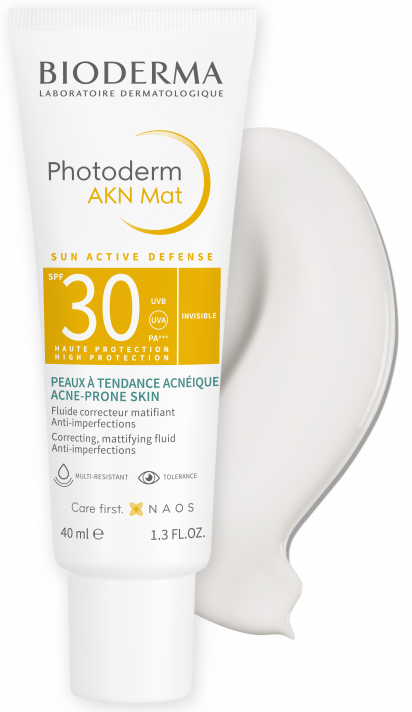 BIODERMA
LABORATOIRE DERMATOLOGIQUE
Photoderm
AKN Mat
SUN ACTIVE DEFENSE
SPF
30
UVB
UVA
PA+++
INVISIBLE
HAUTE PROTECTION
HIGH PROTECTION
PEAUX À TENDANCE ACNÉIQUE
ACNE-PRONE SKIN
Fluide correcteur matifiant
Anti-imperfections
Correcting, mattifying fluid
Anti-imperfections
MULTI-RESISTANT
TOLERANCE
Care first. NAOS
40 ml ℮ 1.3 FL.OZ.